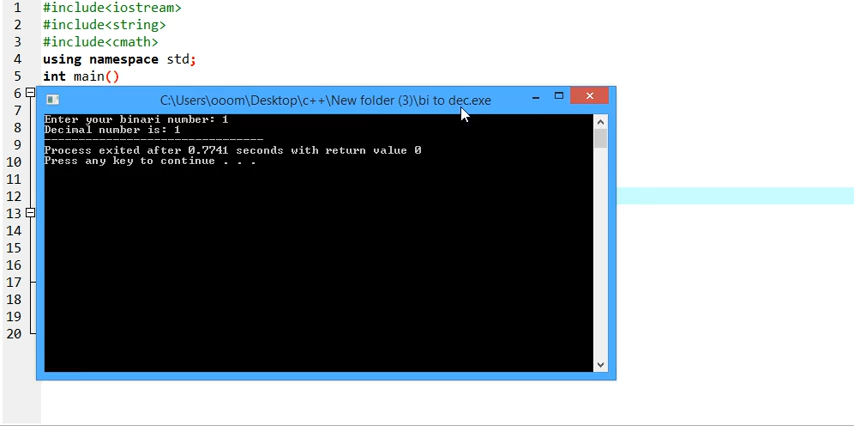 1 #include<iostream>
2 #include<string>
3 #include<cmath>
4 using namespace std;
5 int main()
6
C:\Users\ooom\Desktop\c++\New folder (3)\bi to dec.exe
7
8
9
10
11
12
13
14
15
16
17
18
19
20
Enter your binari number: 1
Decimal number is: 1
--------------------------------
Process exited after 0.7741 seconds with return value 0
Press any key to continue . . .